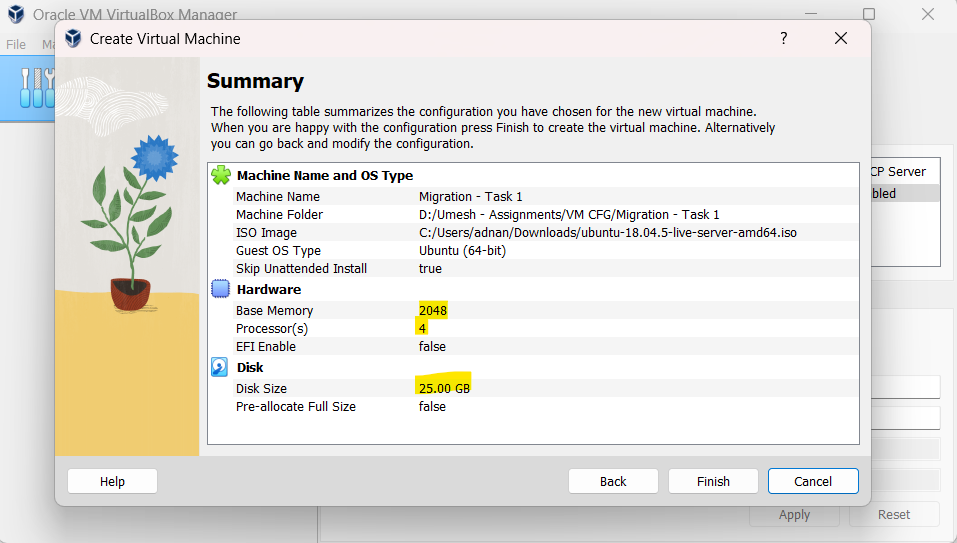 Oracle VM VirtualBox Manager
File Ma
Create Virtual Machine ?
Summary
The following table summarizes the configuration you have chosen for the new virtual machine.
When you are happy with the configuration press Finish to create the virtual machine. Alternatively
you can go back and modify the configuration.
Machine Name and OS Type
Machine Name Migration - Task 1
Machine Folder D:/Umesh - Assignments/VM CFG/Migration - Task 1
ISO Image C:/Users/adnan/Downloads/ubuntu-18.04.5-live-server-amd64.iso
Guest OS Type Ubuntu (64-bit)
Skip Unattended Install true
Hardware
Base Memory 2048
Processor(s) 4
EFI Enable false
Disk
Disk Size 25.00 GB
Pre-allocate Full Size false
CP Server
bled
Help Back Finish Cancel
Apply Reset